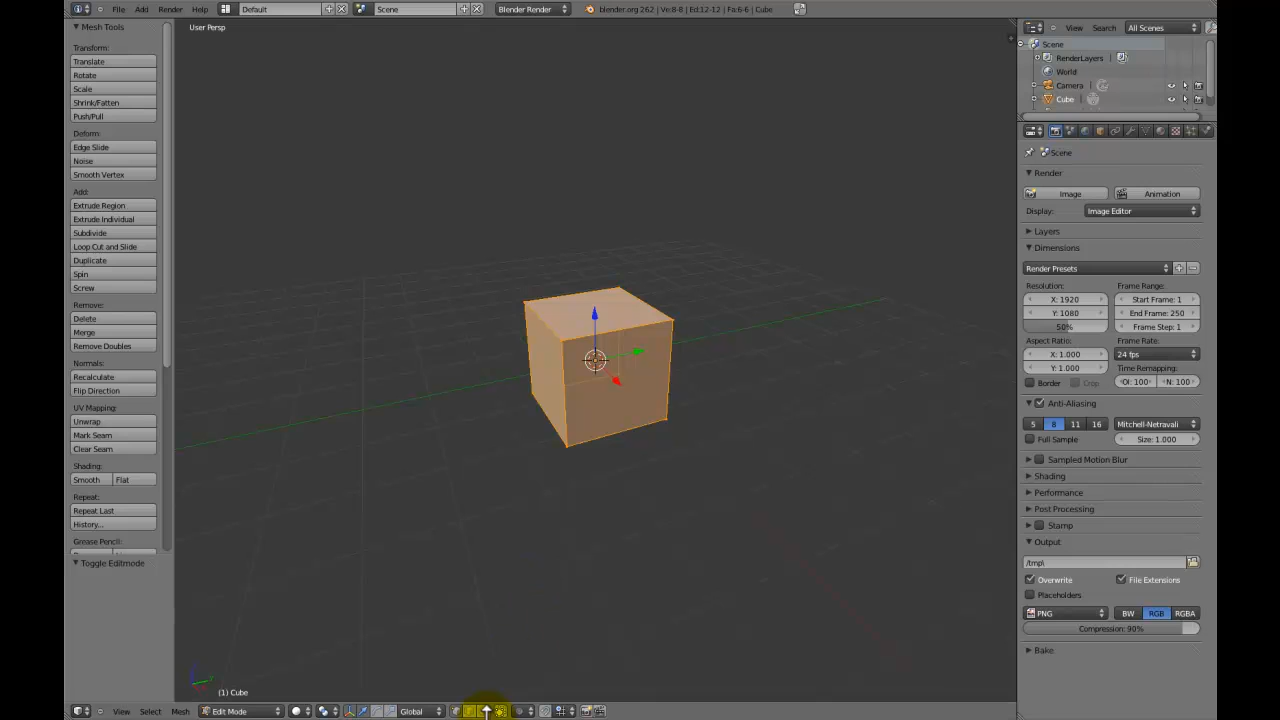 File Add Render Help Default Scene Blender Render blender.org 262 | Ve:8-8 | Ed:12-12 | Fa:6-6 | Cube
Mesh Tools
Transform:
Translate
Rotate
Scale
Shrink/Fatten
Push/Pull
Deform:
Edge Slide
Noise
Smooth Vertex
Add:
Extrude Region
Extrude Individual
Subdivide
Loop Cut and Slide
Duplicate
Spin
Screw
Remove:
Delete
Merge
Remove Doubles
Normals:
Recalculate
Flip Direction
UV Mapping:
Unwrap
Mark Seam
Clear Seam
Shading:
Smooth Flat
Repeat:
Repeat Last
History...
Grease Pencil:
Toggle Editmode
User Persp
(1) Cube
View Select Mesh Edit Mode Global
View Search All Scenes
Scene
RenderLayers
World
Camera
Cube
Scene
Render
Image Animation
Display: Image Editor
Layers
Dimensions
Render Presets
Resolution: Frame Range:
X: 1920 Start Frame: 1
Y: 1080 End Frame: 250
50% Frame Step: 1
Aspect Ratio: Frame Rate:
X: 1.000 24 fps
Y: 1.000 Time Remapping:
Border Crop Ol: 100 N: 100
Anti-Aliasing
5 8 11 16 Mitchell-Netravali
Full Sample Size: 1.000
Sampled Motion Blur
Shading
Performance
Post Processing
Stamp
Output
/tmp\
Overwrite File Extensions
Placeholders
PNG BW RGB RGBA
Compression: 90%
Bake